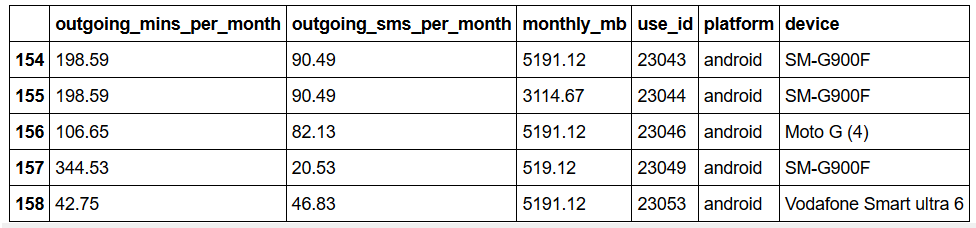 outgoing_mins_per_month outgoing_sms_per_month monthly_mb use_id platform device
154 198.59 90.49 5191.12 23043 android SM-G900F
155 198.59 90.49 3114.67 23044 android SM-G900F
156 106.65 82.13 5191.12 23046 android Moto G (4)
157 344.53 20.53 519.12 23049 android SM-G900F
158 42.75 46.83 5191.12 23053 android Vodafone Smart ultra 6